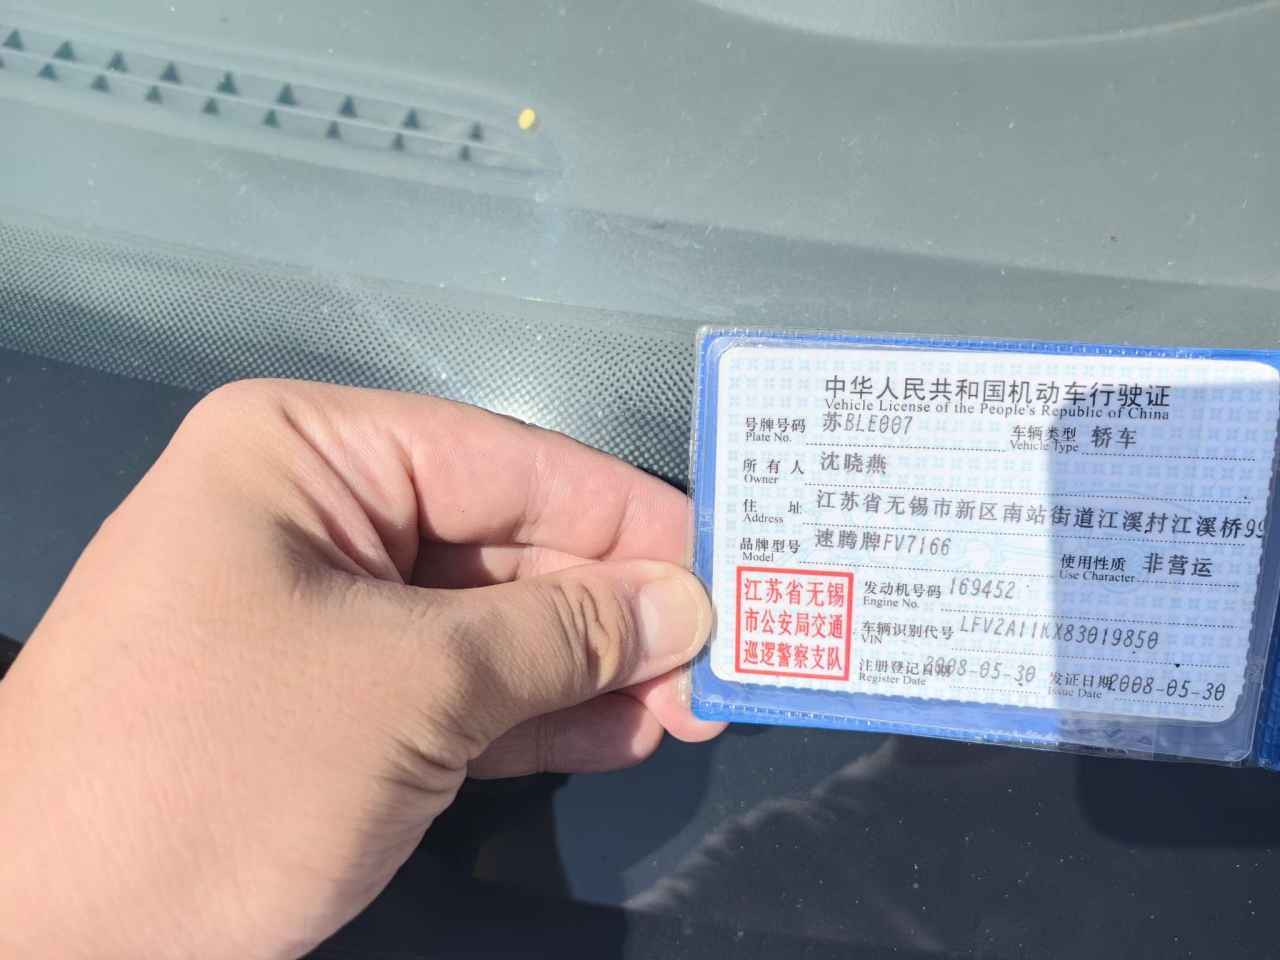 中华人民共和国机动车行驶证
Vehicle License of the People's Republic of China
号牌号码 苏BLE007 车辆类型 轿车
Plate No. Vehicle Type
所有人 沈晓燕
Owner
住址 江苏省无锡市新区南站街道江溪村江溪桥99
Address
品牌型号 速腾牌FV7166 使用性质 非营运
Model Use Character
江苏省无锡
市公安局交通
巡逻警察支队
发动机号码 169452
Engine No.
车辆识别代号 LFV2A11KX83019850
VIN
注册登记日期 2008-05-30 发证日期 2008-05-30
Register Date Issue Date